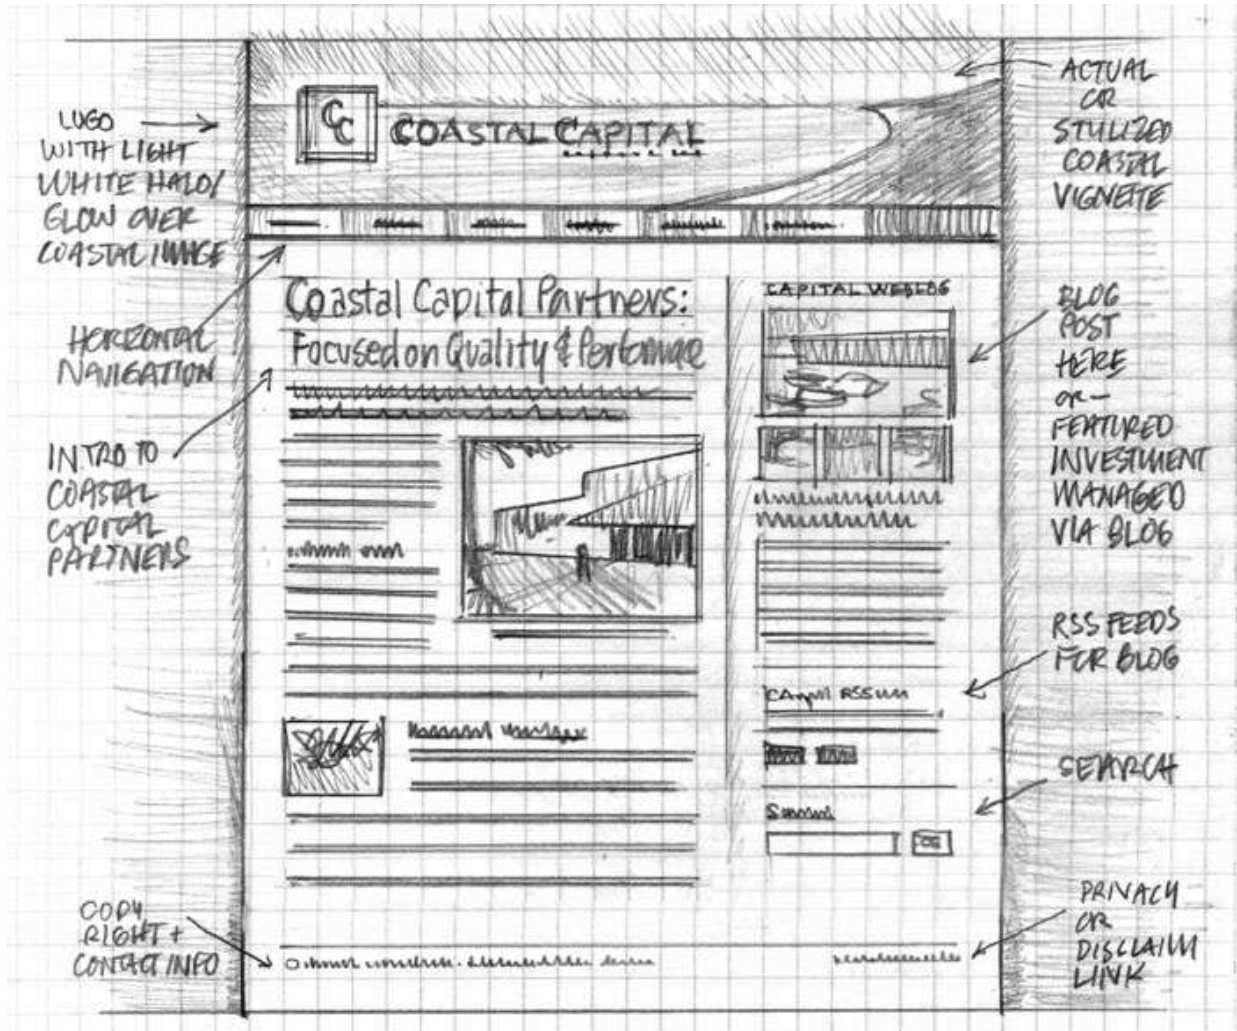 LOGO
WITH LIGHT
WHITE HALO/
GLOW OVER
COASTAL IMAGE
HORIZONTAL
NAVIGATION
INTRO TO
COASTAL
CAPITAL
PARTNERS
COPY
RIGHT +
CONTACT INFO
CC
COASTAL CAPITAL
Coastal Capital Partners:
Focused on Quality & Performance
CAPITAL WEBLOG
RSS
ACTUAL
OR
STYLIZED
COASTAL
VIGNETTE
BLOG
POST
HERE
OR—
FEATURED
INVESTMENT
MANAGED
VIA BLOG
RSS FEEDS
FOR BLOG
SEARCH
PRIVACY
OR
DISCLAIM
LINK